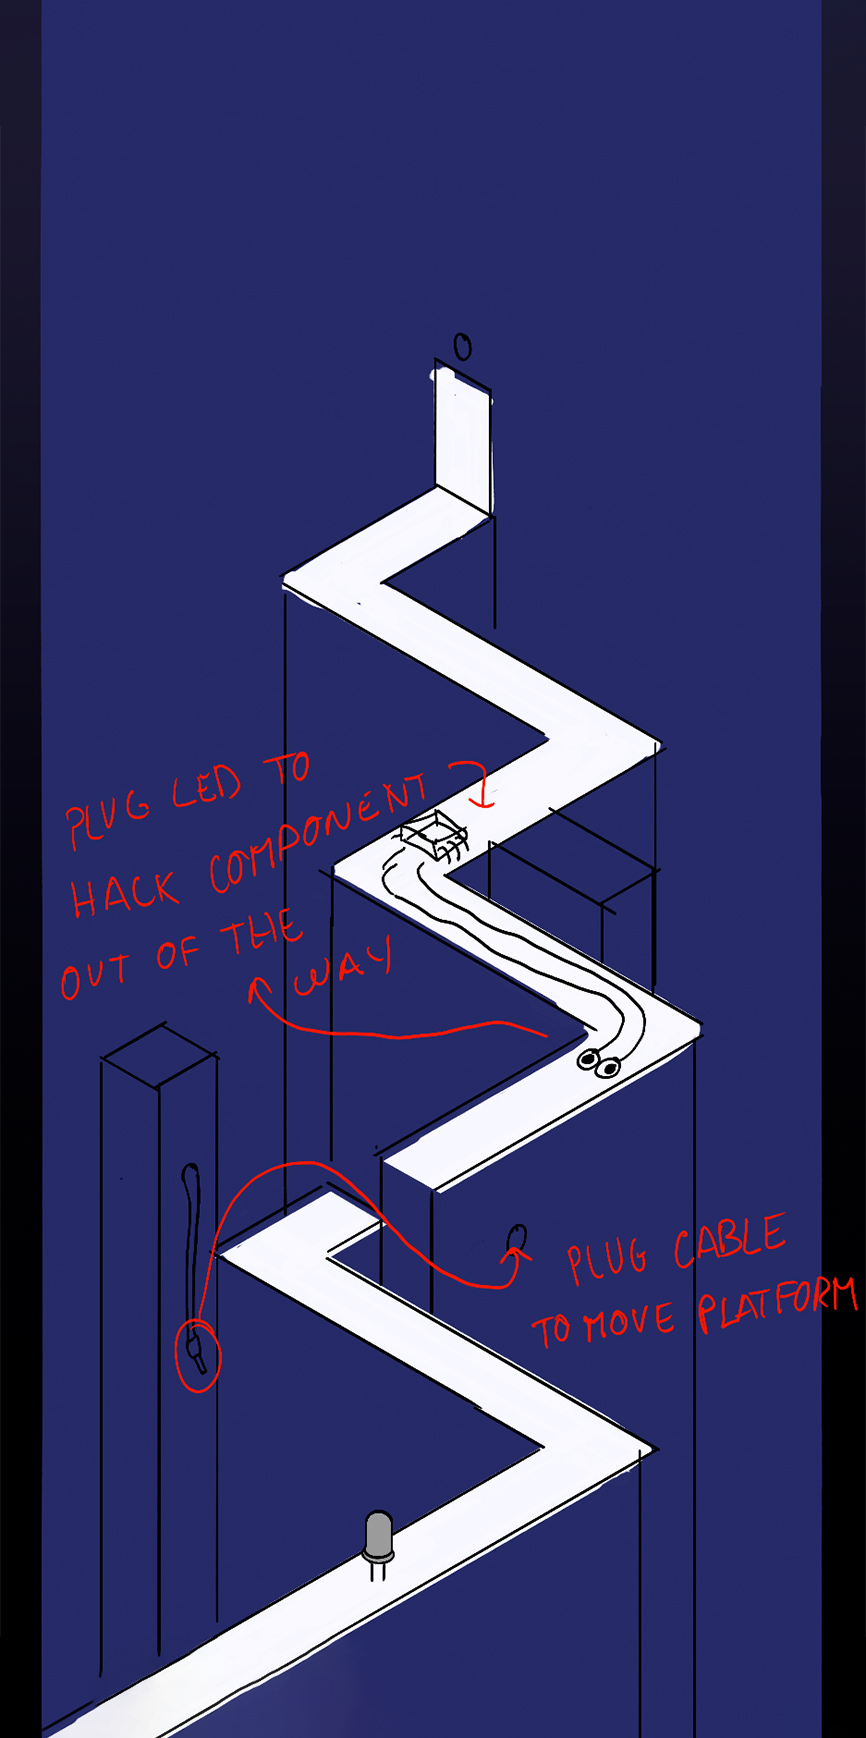 PLUG LED TO
HACK COMPONENT
OUT OF THE
WAY
PLUG CABLE
TO MOVE PLATFORM